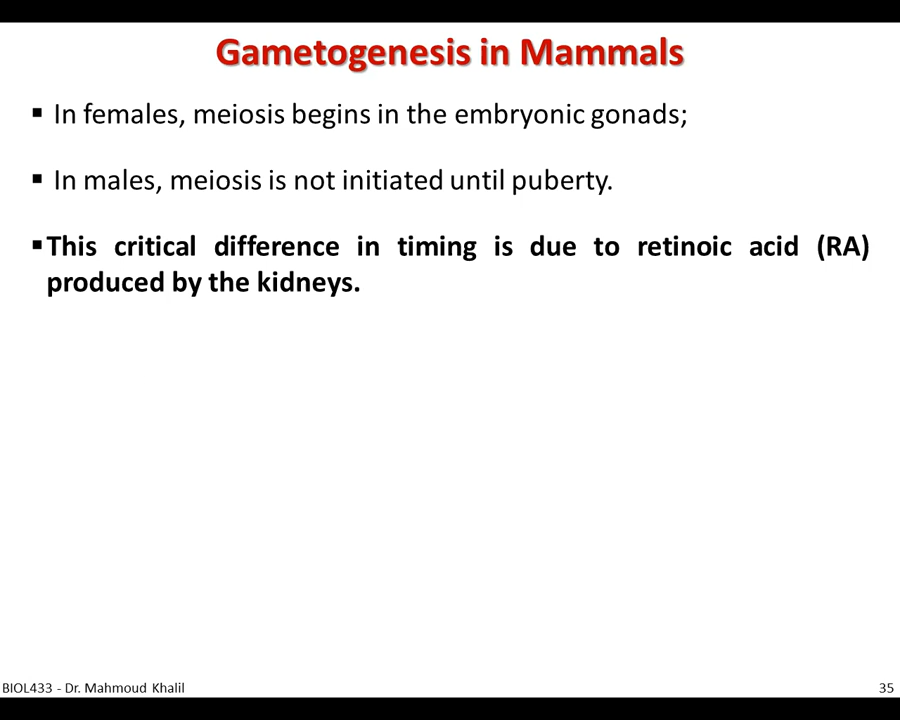 Gametogenesis in Mammals
▪ In females, meiosis begins in the embryonic gonads;
▪ In males, meiosis is not initiated until puberty.
▪ This critical difference in timing is due to retinoic acid (RA)
produced by the kidneys.
BIOL433 - Dr. Mahmoud Khalil
35